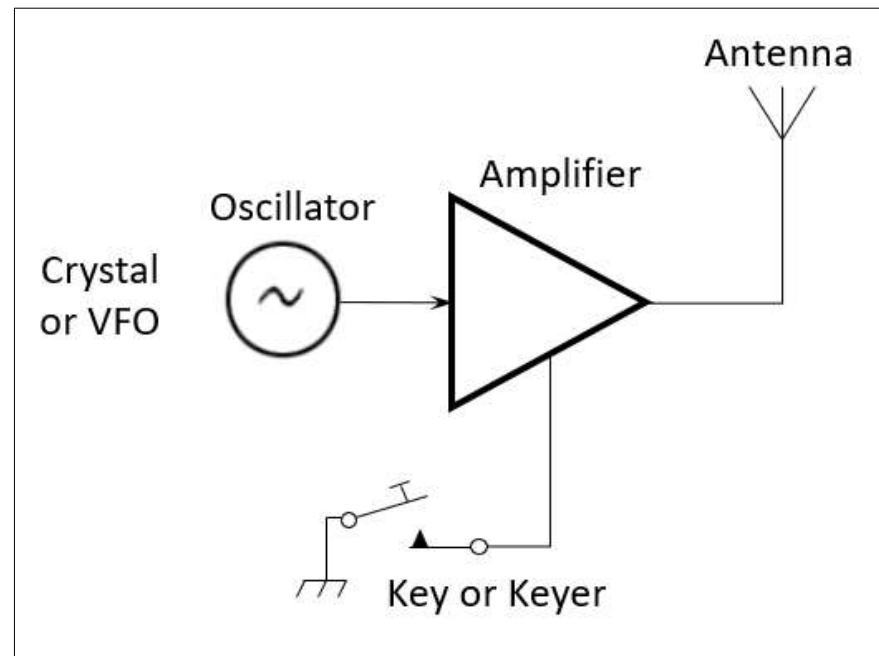 Antenna
Amplifier
Oscillator
Crystal
or VFO
Key or Keyer